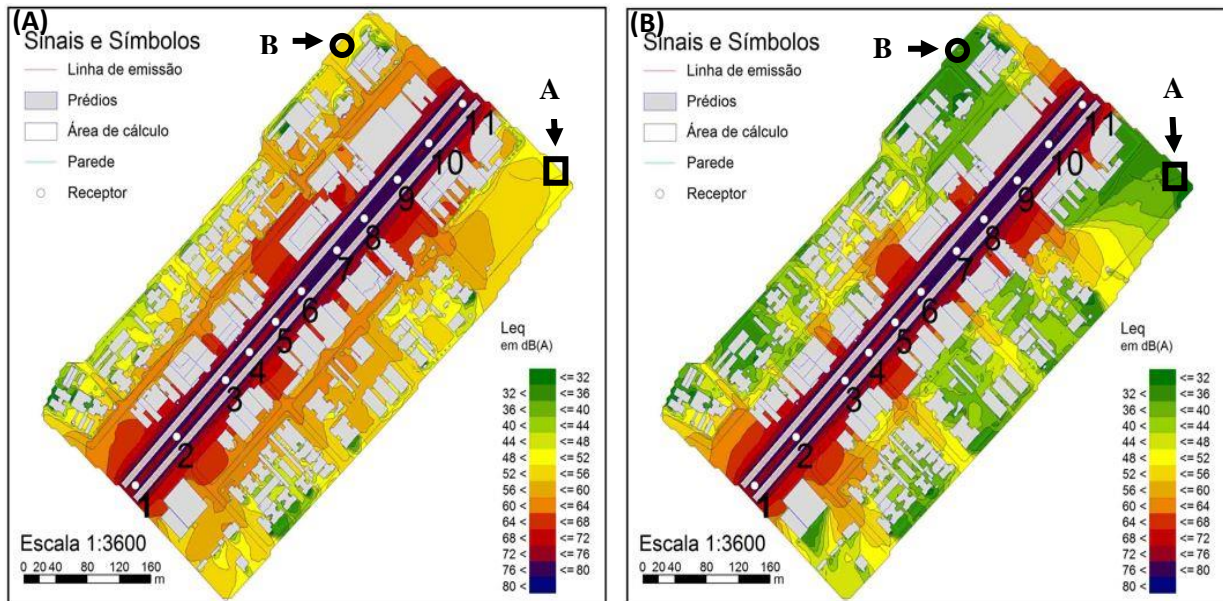 (A)
Sinais e Símbolos
Linha de emissão
Prédios
Área de cálculo
Parede
Receptor
B
A
11
10
9
8
7
6
5
4
3
2
1
Leq
em dB(A)
<= 32
32 < <= 36
36 < <= 40
40 < <= 44
44 < <= 48
48 < <= 52
52 < <= 56
56 < <= 60
60 < <= 64
64 < <= 68
68 < <= 72
72 < <= 76
76 < <= 80
80 <
Escala 1:3600
0 20 40 80 120 160
m
(B)
Sinais e Símbolos
Linha de emissão
Prédios
Área de cálculo
Parede
Receptor
B
A
11
10
9
8
7
6
5
4
3
2
1
Leq
em dB(A)
<= 32
32 < <= 36
36 < <= 40
40 < <= 44
44 < <= 48
48 < <= 52
52 < <= 56
56 < <= 60
60 < <= 64
64 < <= 68
68 < <= 72
72 < <= 76
76 < <= 80
80 <
Escala 1:3600
0 20 40 80 120 160
m